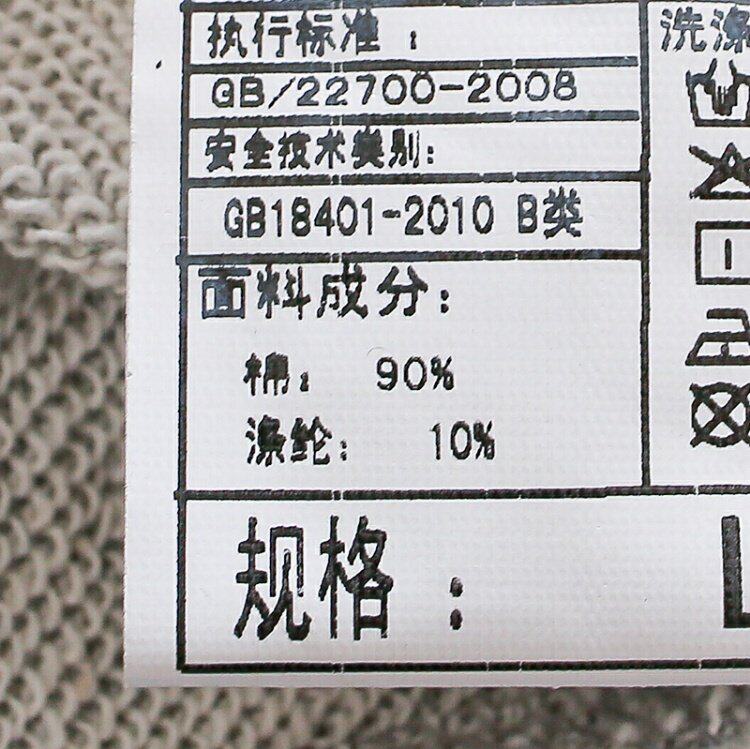 执行标准：
GB/22700-2008
安全技术类别：
GB18401-2010 B类
面料成分：
棉： 90%
涤纶： 10%
规格： L
洗涤